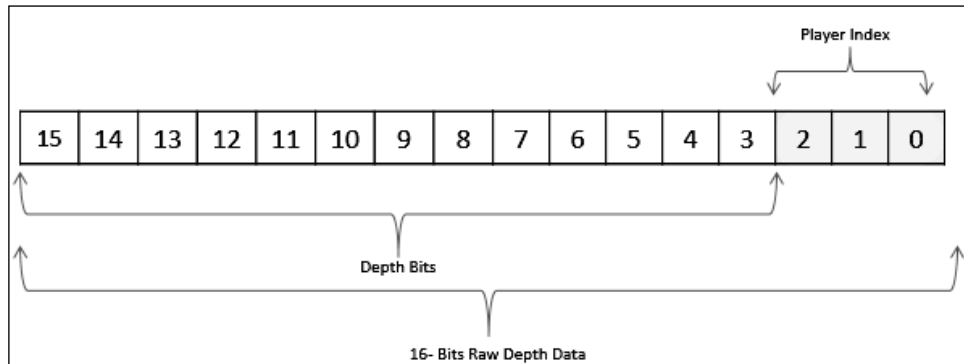 Player Index
15 14 13 12 11 10 9 8 7 6 5 4 3 2 1 0
Depth Bits
16- Bits Raw Depth Data